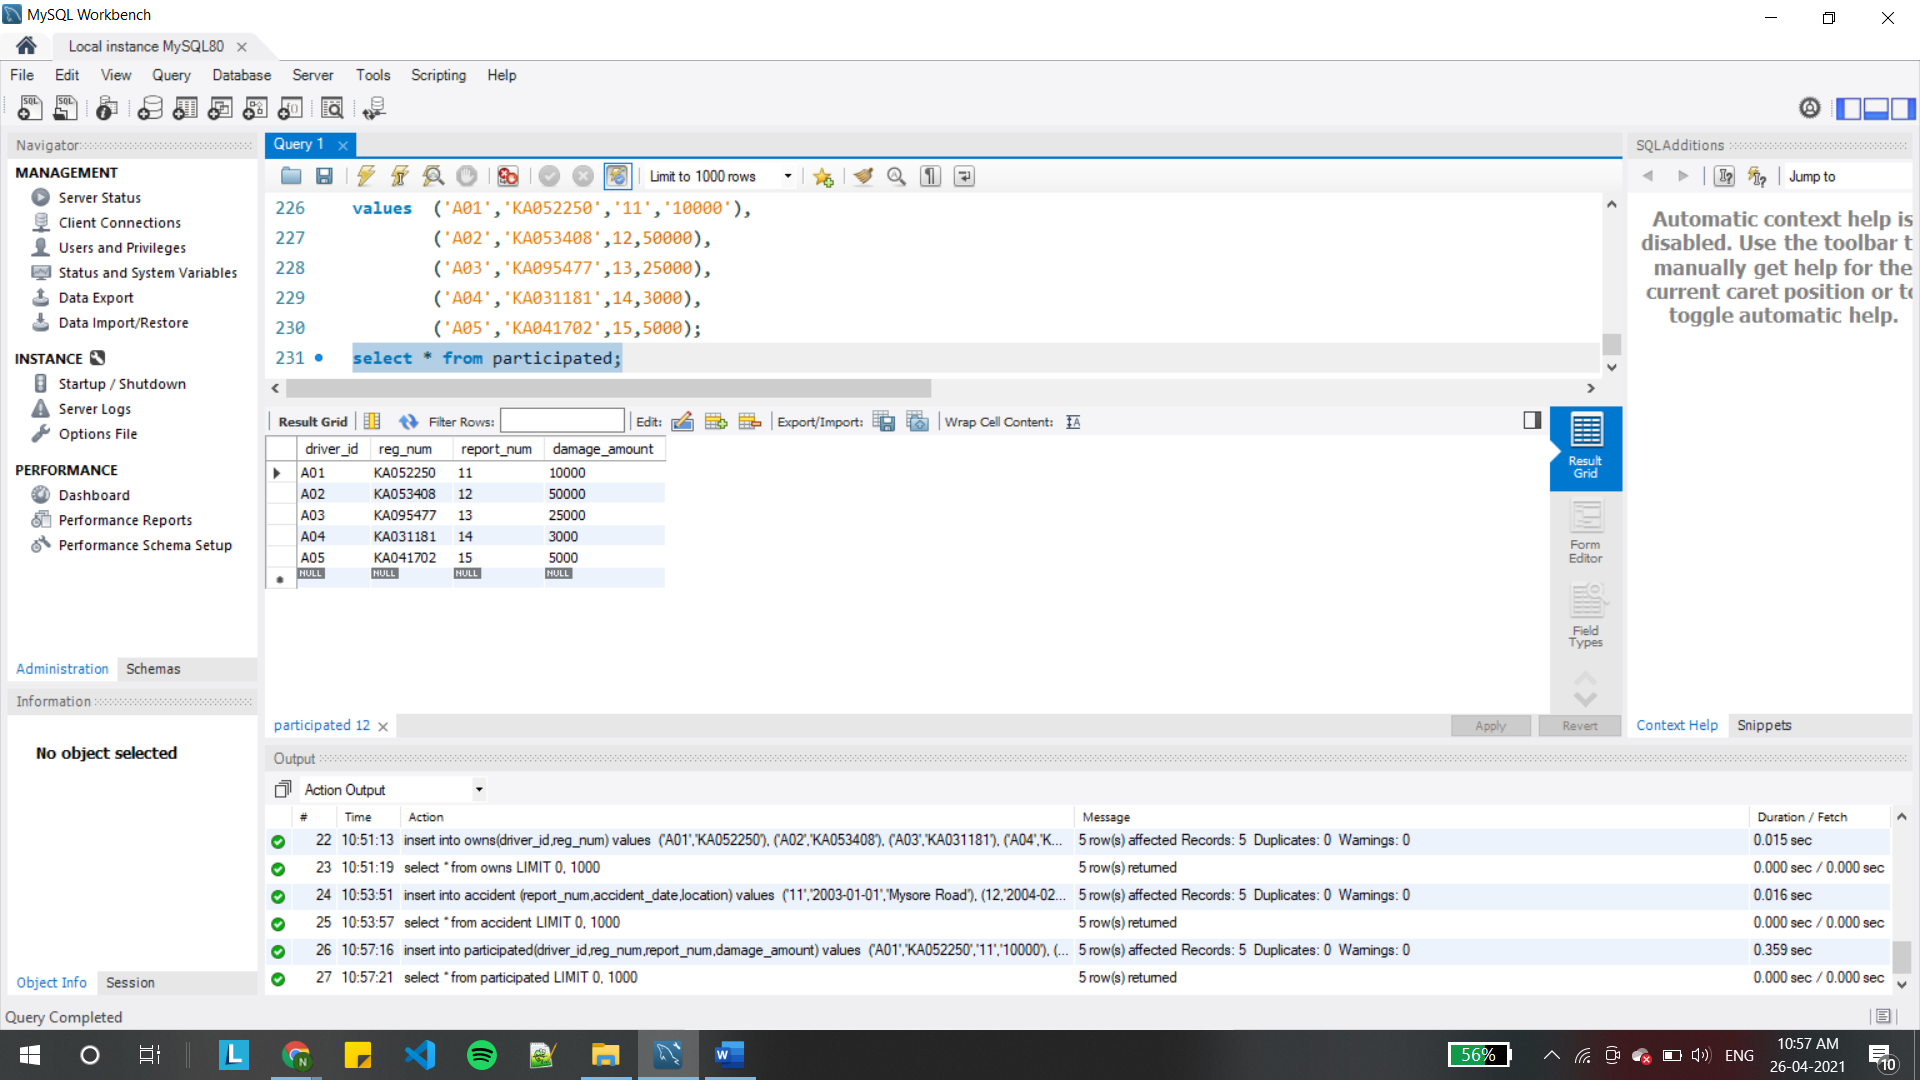 MySQL Workbench
Local instance MySQL80
File Edit View Query Database Server Tools Scripting Help
Navigator
MANAGEMENT
Server Status
Client Connections
Users and Privileges
Status and System Variables
Data Export
Data Import/Restore
INSTANCE
Startup / Shutdown
Server Logs
Options File
PERFORMANCE
Dashboard
Performance Reports
Performance Schema Setup
Administration Schemas
Information
No object selected
Object Info Session
Query 1
Limit to 1000 rows
226 values ('A01','KA052250','11','10000'),
227 ('A02','KA053408',12,50000),
228 ('A03','KA095477',13,25000),
229 ('A04','KA031181',14,3000),
230 ('A05','KA041702',15,5000);
231 select * from participated;
Result Grid Filter Rows: Edit: Export/Import: Wrap Cell Content:
driver_id reg_num report_num damage_amount
A01 KA052250 11 10000
A02 KA053408 12 50000
A03 KA095477 13 25000
A04 KA031181 14 3000
A05 KA041702 15 5000
NULL NULL NULL NULL
Result
Grid
Form
Editor
Field
Types
participated 12
Apply Revert
SQLAdditions
Jump to
Automatic context help is
disabled. Use the toolbar t
manually get help for the
current caret position or to
toggle automatic help.
Context Help Snippets
Output
Action Output
# Time Action Message Duration / Fetch
22 10:51:13 insert into owns(driver_id,reg_num) values ('A01','KA052250'), ('A02','KA053408'), ('A03','KA031181'), ('A04','K... 5 row(s) affected Records: 5 Duplicates: 0 Warnings: 0 0.015 sec
23 10:51:19 select * from owns LIMIT 0, 1000 5 row(s) returned 0.000 sec / 0.000 sec
24 10:53:51 insert into accident (report_num,accident_date,location) values ('11','2003-01-01','Mysore Road'), (12,'2004-02... 5 row(s) affected Records: 5 Duplicates: 0 Warnings: 0 0.016 sec
25 10:53:57 select * from accident LIMIT 0, 1000 5 row(s) returned 0.000 sec / 0.000 sec
26 10:57:16 insert into participated(driver_id,reg_num,report_num,damage_amount) values ('A01','KA052250','11','10000'), (... 5 row(s) affected Records: 5 Duplicates: 0 Warnings: 0 0.359 sec
27 10:57:21 select * from participated LIMIT 0, 1000 5 row(s) returned 0.000 sec / 0.000 sec
Query Completed
56%
ENG
10:57 AM
26-04-2021
10